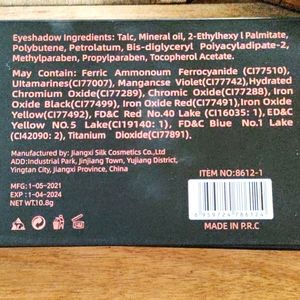 Eyeshadow Ingredients: Talc, Mineral oil, 2-Ethylhexy l Palmitate,
Polybutene, Petrolatum, Bis-diglyceryl Polyacyladipate-2,
Methylparaben, Propylparaben, Tocopherol Acetate.
May Contain: Ferric Ammonoum Ferrocyanide (CI77510),
Utamarines(CI77007), Manganese Violet(CI77742),Hydrated
Chromium Oxide(CI77289), Chromic Oxide(CI77288), Iron
Oxide Black(CI77499), Iron Oxide Red(CI77491),Iron Oxide
Yellow(CI77492), FD&C Red No.40 Lake (CI16035: 1),ED&C
Yellow NO.5 Lake(CI19140: 1), FD&C Blue No.1 Lake
(CI42090: 2), Titanium Dioxide(CI77891).
Manufactured by: Jiangxi Silk Cosmetics Co.,Ltd
ADD:Industrial Park, Jinjiang Town, Yujiang District,
Yingtan City, Jiangxi Province, China
ITEM NO:8612-1
MFG: 1-05-2021
EXP: 1-04-2024
NET WT.10.8g
MADE IN P.R.C